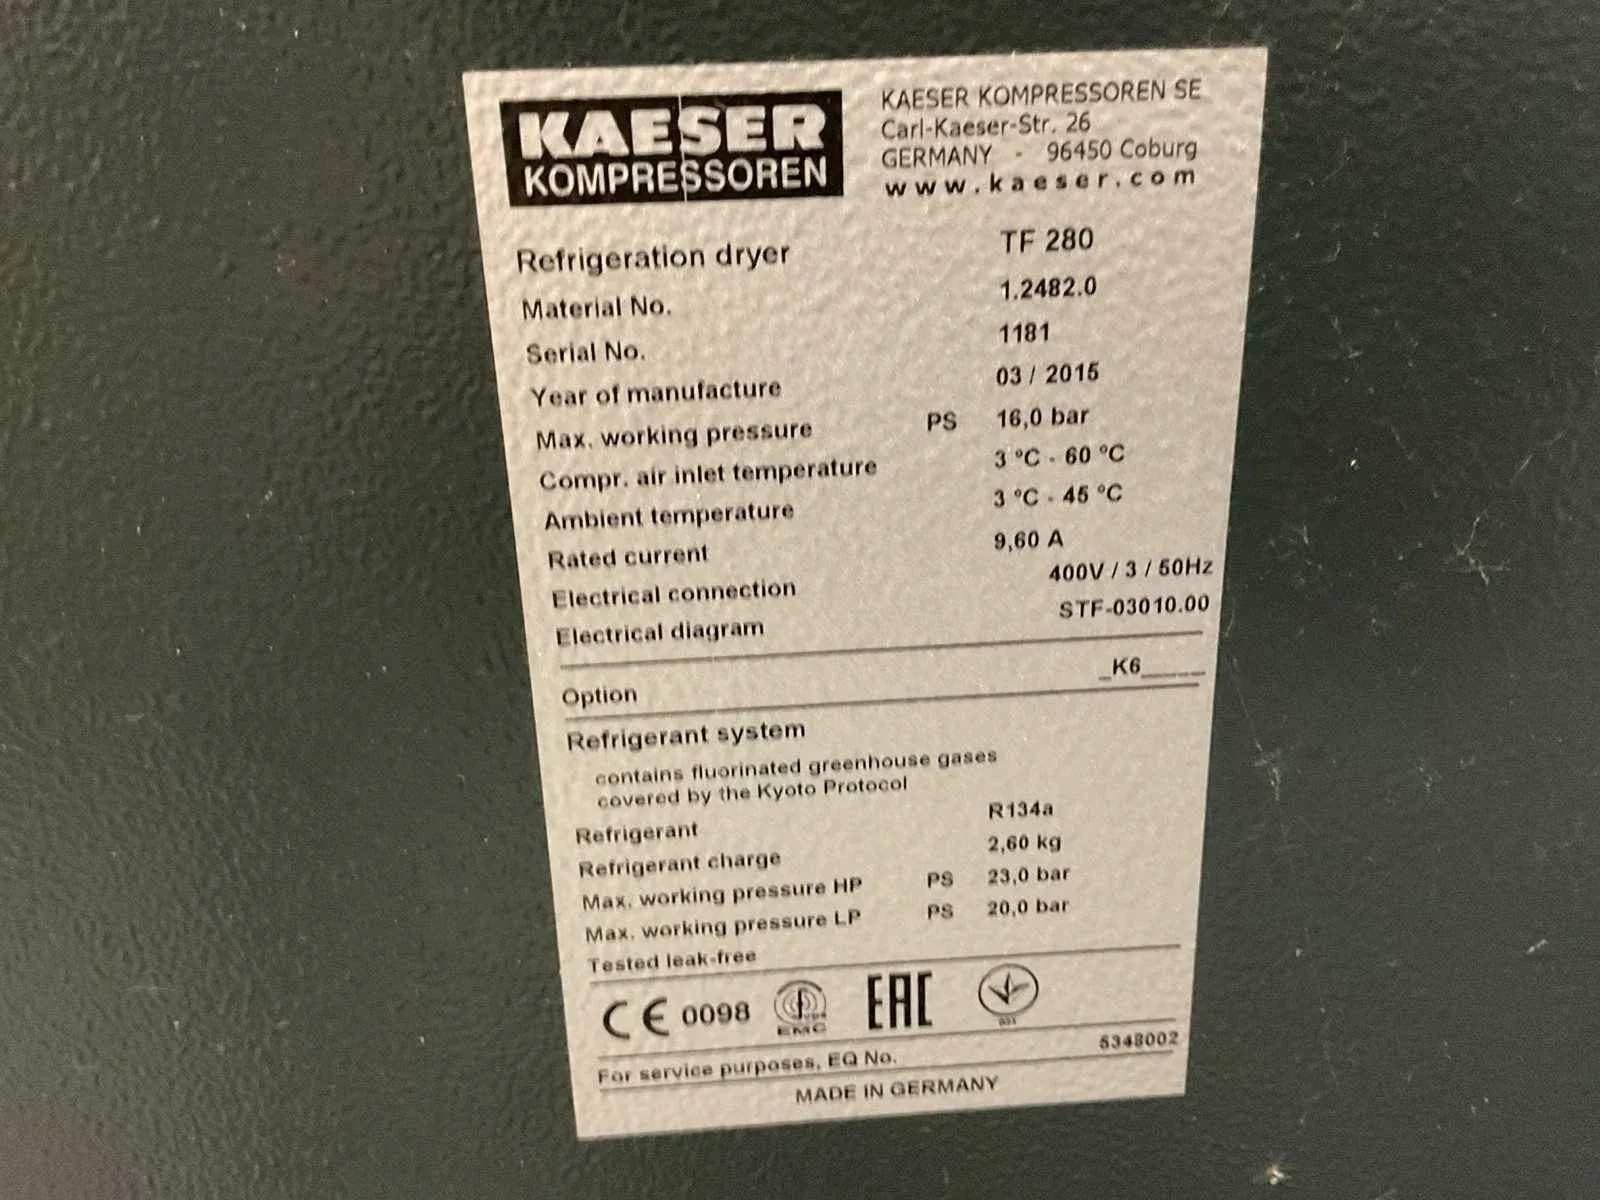 KAESER
KOMPRESSOREN
KAESER KOMPRESSOREN SE
Carl-Kaeser-Str. 26
GERMANY - 96450 Coburg
www.kaeser.com
Refrigeration dryer TF 280
Material No. 1.2482.0
Serial No. 1181
Year of manufacture 03 / 2015
Max. working pressure PS 16,0 bar
Compr. air inlet temperature 3 °C - 60 °C
Ambient temperature 3 °C - 45 °C
Rated current 9,60 A
Electrical connection 400V / 3 / 50Hz
Electrical diagram STF-03010.00
Option _K6_____
Refrigerant system
contains fluorinated greenhouse gases
covered by the Kyoto Protocol
Refrigerant R134a
Refrigerant charge 2,60 kg
Max. working pressure HP PS 23,0 bar
Max. working pressure LP PS 20,0 bar
Tested leak-free
CE 0098 EMC EAC
For service purposes, EQ No. 5348002
MADE IN GERMANY